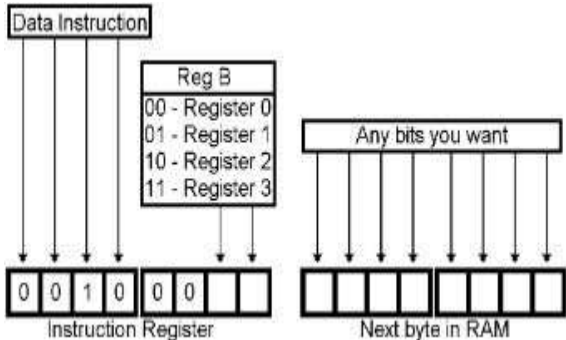 Data Instruction
Reg B
00 - Register 0
01 - Register 1
10 - Register 2
11 - Register 3
Any bits you want
0 0 1 0 0 0
Instruction Register
Next byte in RAM